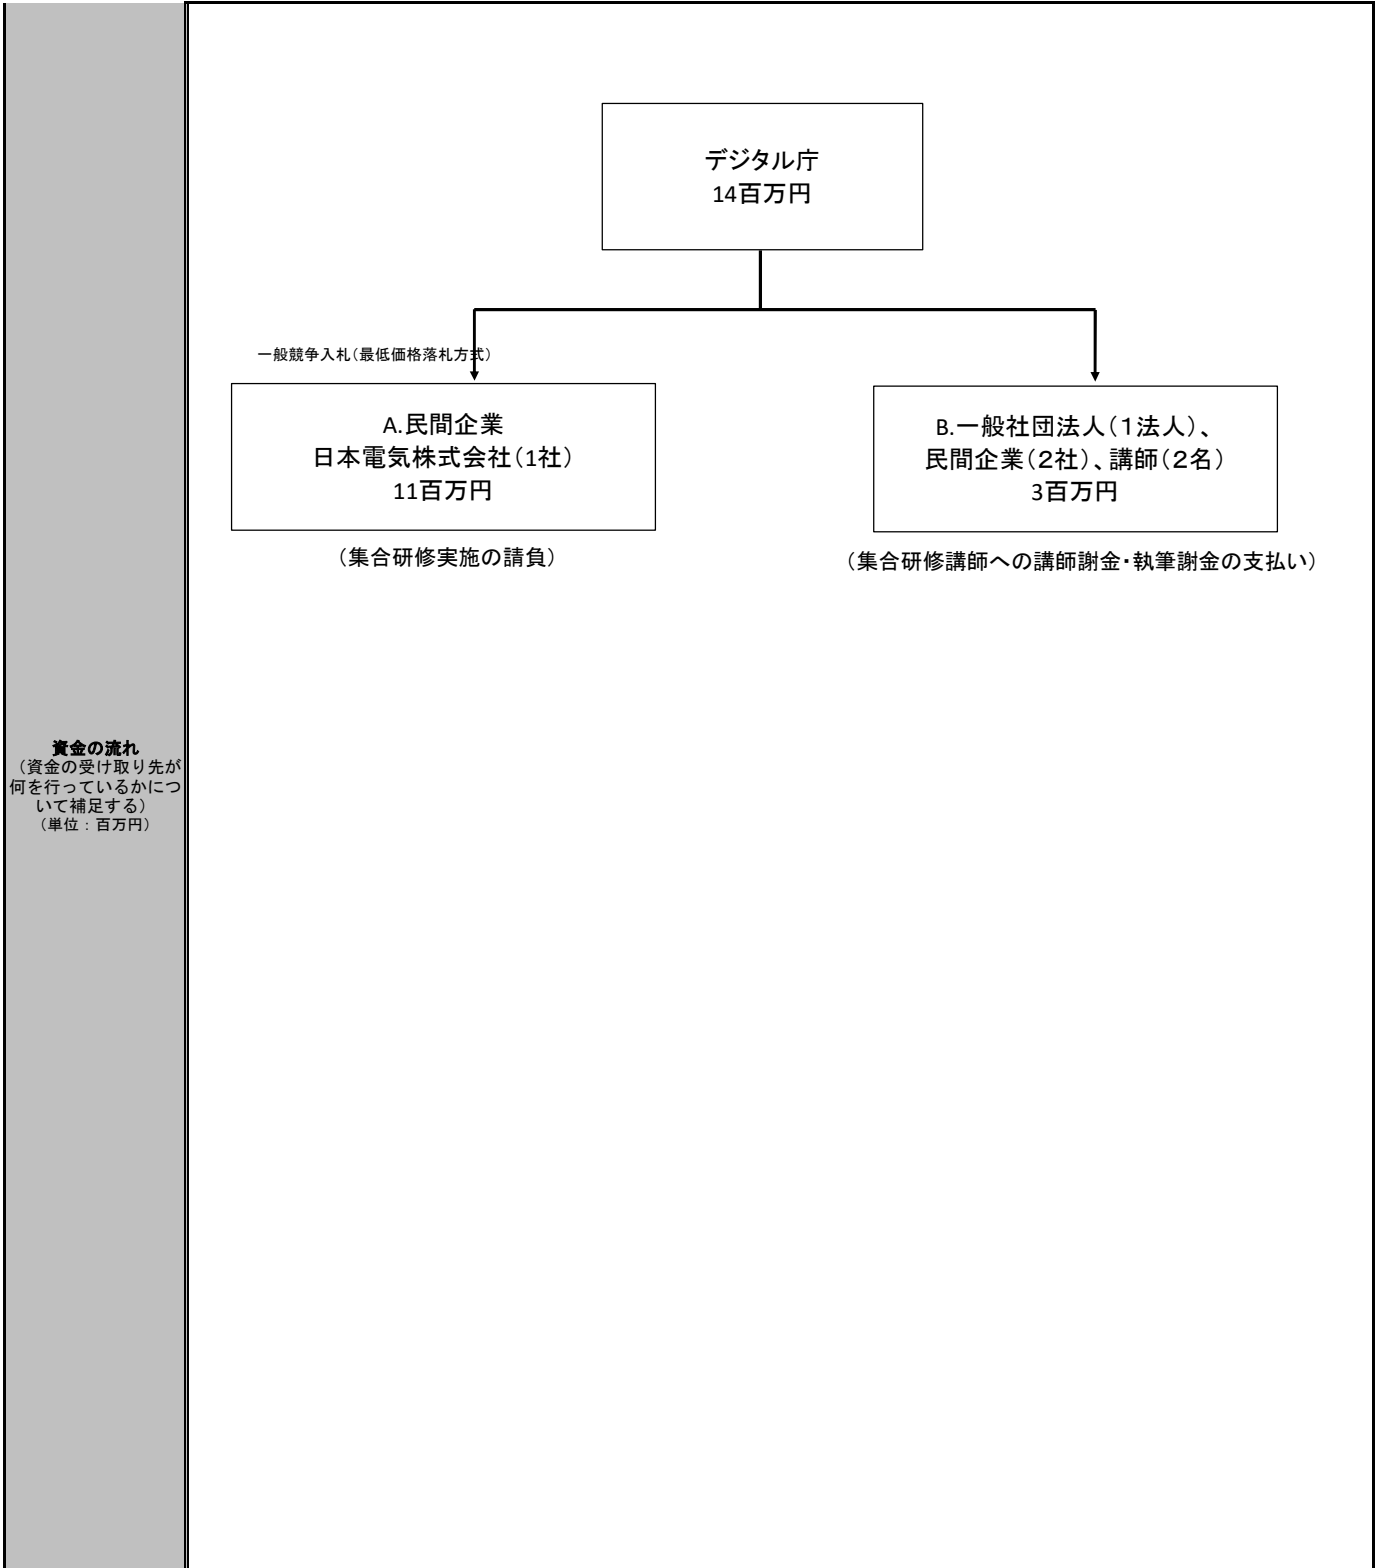 デジタル庁
14百万円
一般競争入札（最低価格落札方式）
A.民間企業
日本電気株式会社（1社）
11百万円
（集合研修実施の請負）
B.一般社団法人（１法人）、
民間企業（２社）、講師（２名）
3百万円
（集合研修講師への講師謝金・執筆謝金の支払い）
資金の流れ
（資金の受け取り先が
何を行っているかにつ
いて補足する）
（単位：百万円）